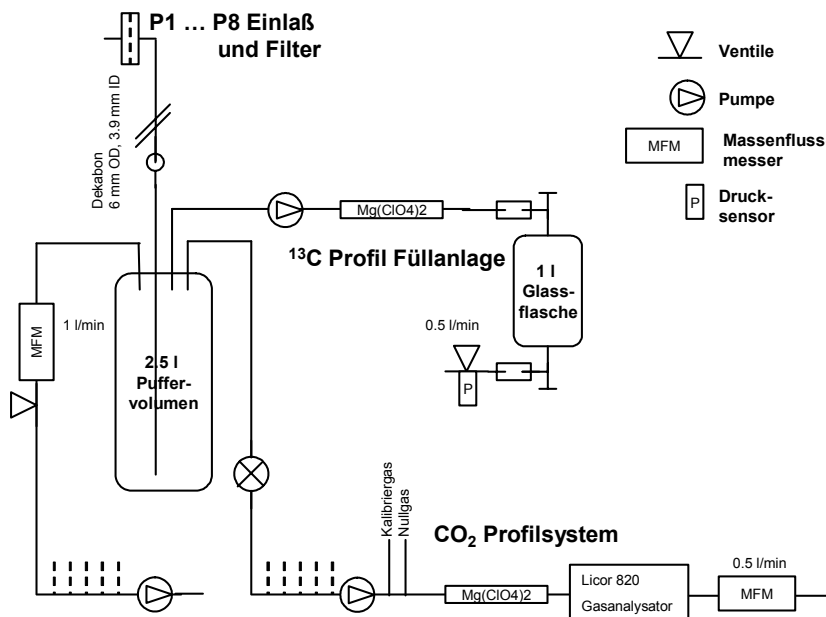 P1 ... P8 Einlaß
und Filter
Dekabon
6 mm OD, 3.9 mm ID
Ventile
Pumpe
MFM
Massenfluss
messer
P
Druck-
sensor
Mg(ClO4)2
¹³C Profil Füllanlage
1 l
Glass-
flasche
0.5 l/min
P
MFM
1 l/min
2.5 l
Puffer-
volumen
Kalibriergas
Nullgas
CO₂ Profilsystem
Mg(ClO4)2
Licor 820
Gasanalysator
0.5 l/min
MFM